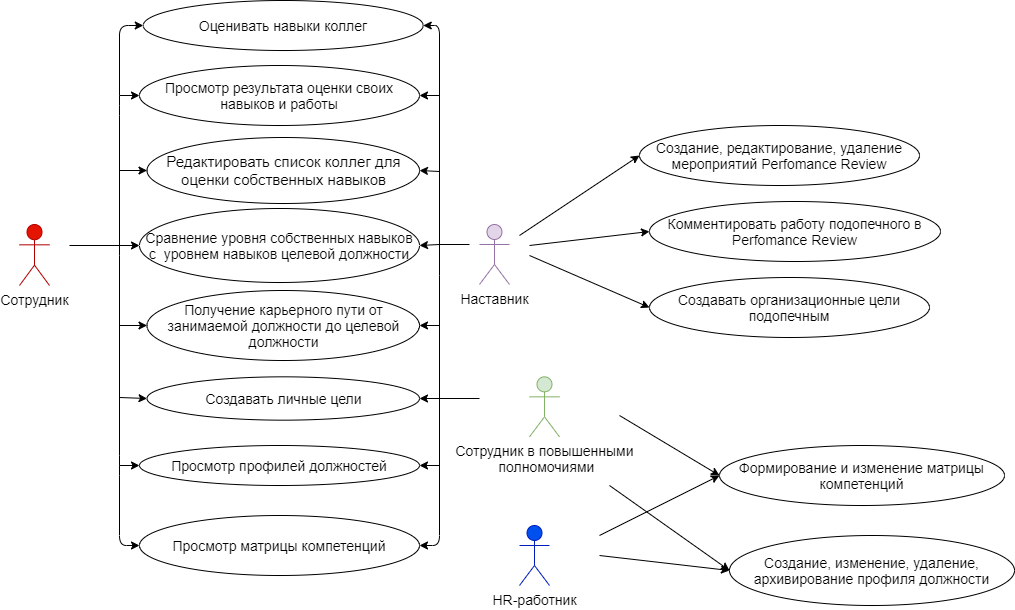 Оценивать навыки коллег
Просмотр результата оценки своих
навыков и работы
Редактировать список коллег для
оценки собственных навыков
Сравнение уровня собственных навыков
с уровнем навыков целевой должности
Получение карьерного пути от
занимаемой должности до целевой
должности
Создавать личные цели
Просмотр профилей должностей
Просмотр матрицы компетенций
Сотрудник
Наставник
Создание, редактирование, удаление
мероприятий Perfomance Review
Комментировать работу подопечного в
Perfomance Review
Создавать организационные цели
подопечным
Сотрудник в повышенными
полномочиями
Формирование и изменение матрицы
компетенций
HR-работник
Создание, изменение, удаление,
архивирование профиля должности